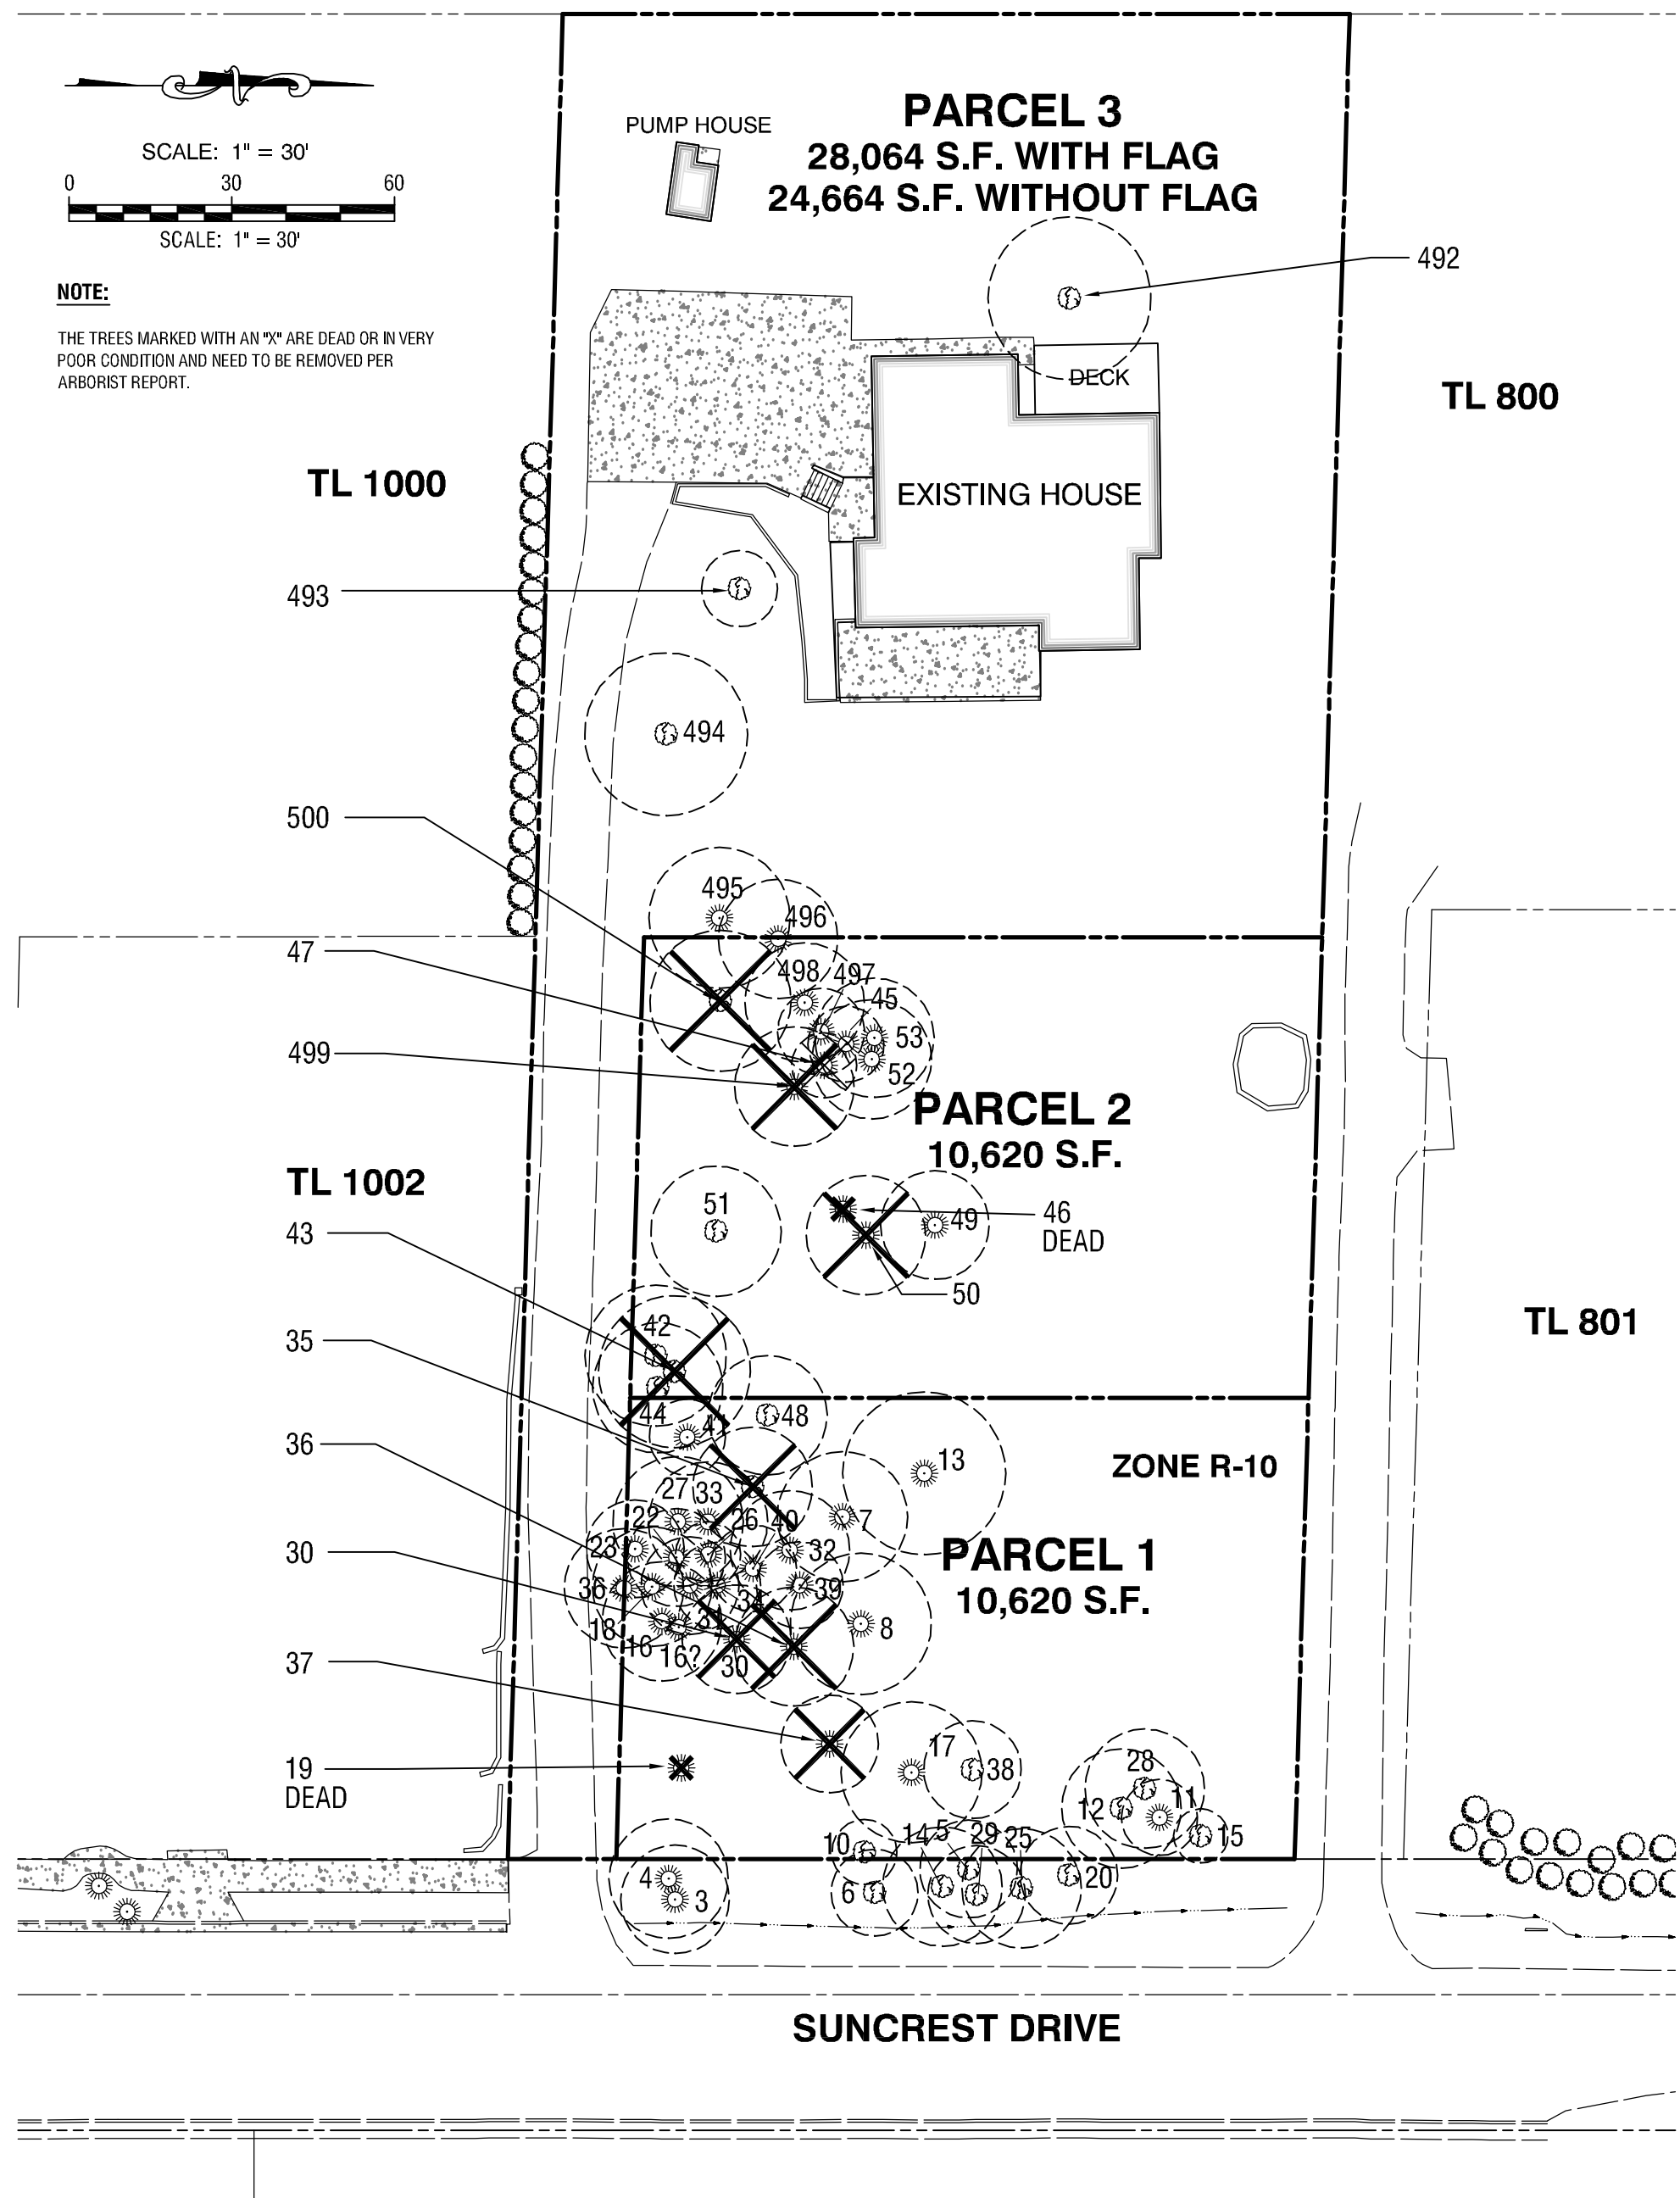 PARCEL 3
28,064 S.F. WITH FLAG
24,664 S.F. WITHOUT FLAG
PUMP HOUSE
SCALE: 1" = 30'
0 30 60
SCALE: 1" = 30'
NOTE:
THE TREES MARKED WITH AN "X" ARE DEAD OR IN VERY
POOR CONDITION AND NEED TO BE REMOVED PER
ARBORIST REPORT.
492
DECK
TL 800
TL 1000
EXISTING HOUSE
493
494
500
495
496
47
498
497
45
53
499
52
PARCEL 2
10,620 S.F.
TL 1002
51
49
46
DEAD
43
50
42
TL 801
35
44
41
48
36
13
ZONE R-10
27
33
22
26
40
7
23
32
30
PARCEL 1
10,620 S.F.
36
34
39
18
31
8
16
16?
30
37
17
38
28
19
DEAD
12
11
10
14
5
29
25
15
4
3
6
20
SUNCREST DRIVE